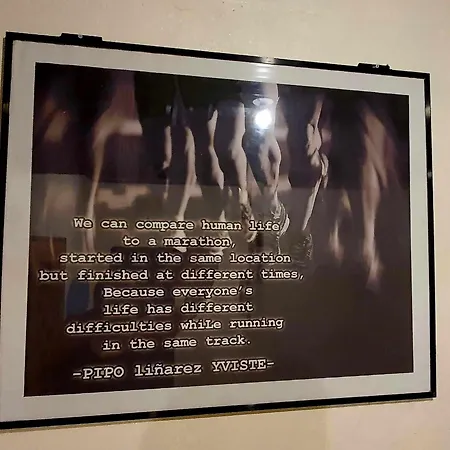 We can compare human life
to a marathon,
started in the same location
but finished at different times,
Because everyone's
life has different
difficulties whiLe running
in the same track.
-PIPO liñarez YVISTE-